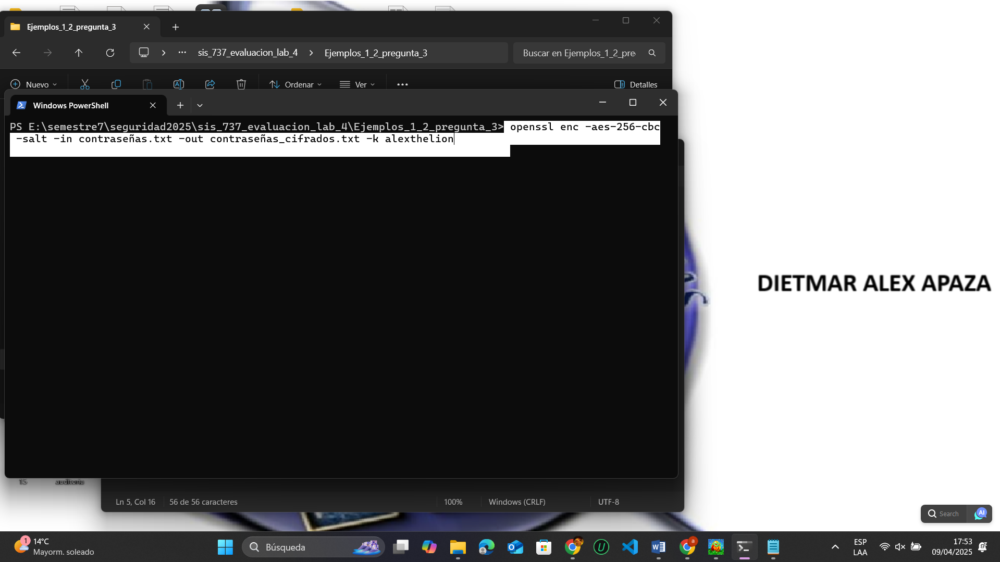 Ejemplos_1_2_pregunta_3
sis_737_evaluacion_lab_4
Ejemplos_1_2_pregunta_3
Buscar en Ejemplos_1_2_pre
Nuevo
Ordenar
Ver
Detalles
Windows PowerShell
PS E:\semestre7\seguridad2025\sis_737_evaluacion_lab_4\Ejemplos_1_2_pregunta_3> openssl enc -aes-256-cbc
-salt -in contraseñas.txt -out contraseñas_cifrados.txt -k alexthelion
DIETMAR ALEX APAZA
15
auditoria
Ln 5, Col 16
56 de 56 caracteres
100%
Windows (CRLF)
UTF-8
Search
AI
1
14°C
Mayorm. soleado
Búsqueda
a
ESP
LAA
17:53
09/04/2025